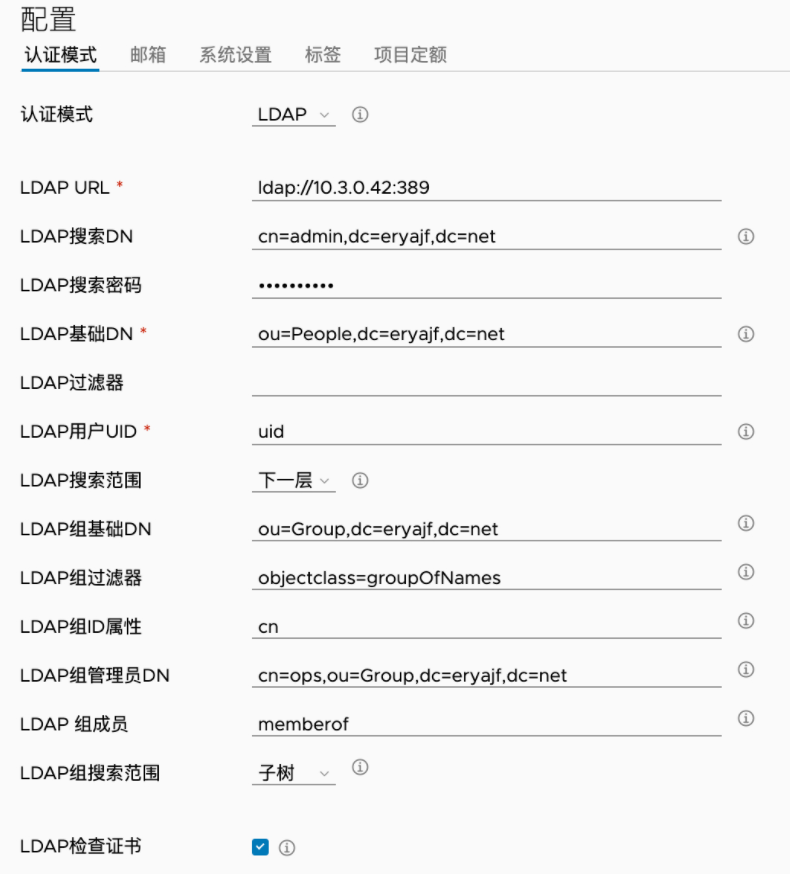 配置
认证模式 邮箱 系统设置 标签 项目定额
认证模式 LDAP
LDAP URL * ldap://10.3.0.42:389
LDAP搜索DN cn=admin,dc=eryajf,dc=net
LDAP搜索密码 ••••••••••
LDAP基础DN * ou=People,dc=eryajf,dc=net
LDAP过滤器
LDAP用户UID * uid
LDAP搜索范围 下一层
LDAP组基础DN ou=Group,dc=eryajf,dc=net
LDAP组过滤器 objectclass=groupOfNames
LDAP组ID属性 cn
LDAP组管理员DN cn=ops,ou=Group,dc=eryajf,dc=net
LDAP 组成员 memberof
LDAP组搜索范围 子树
LDAP检查证书